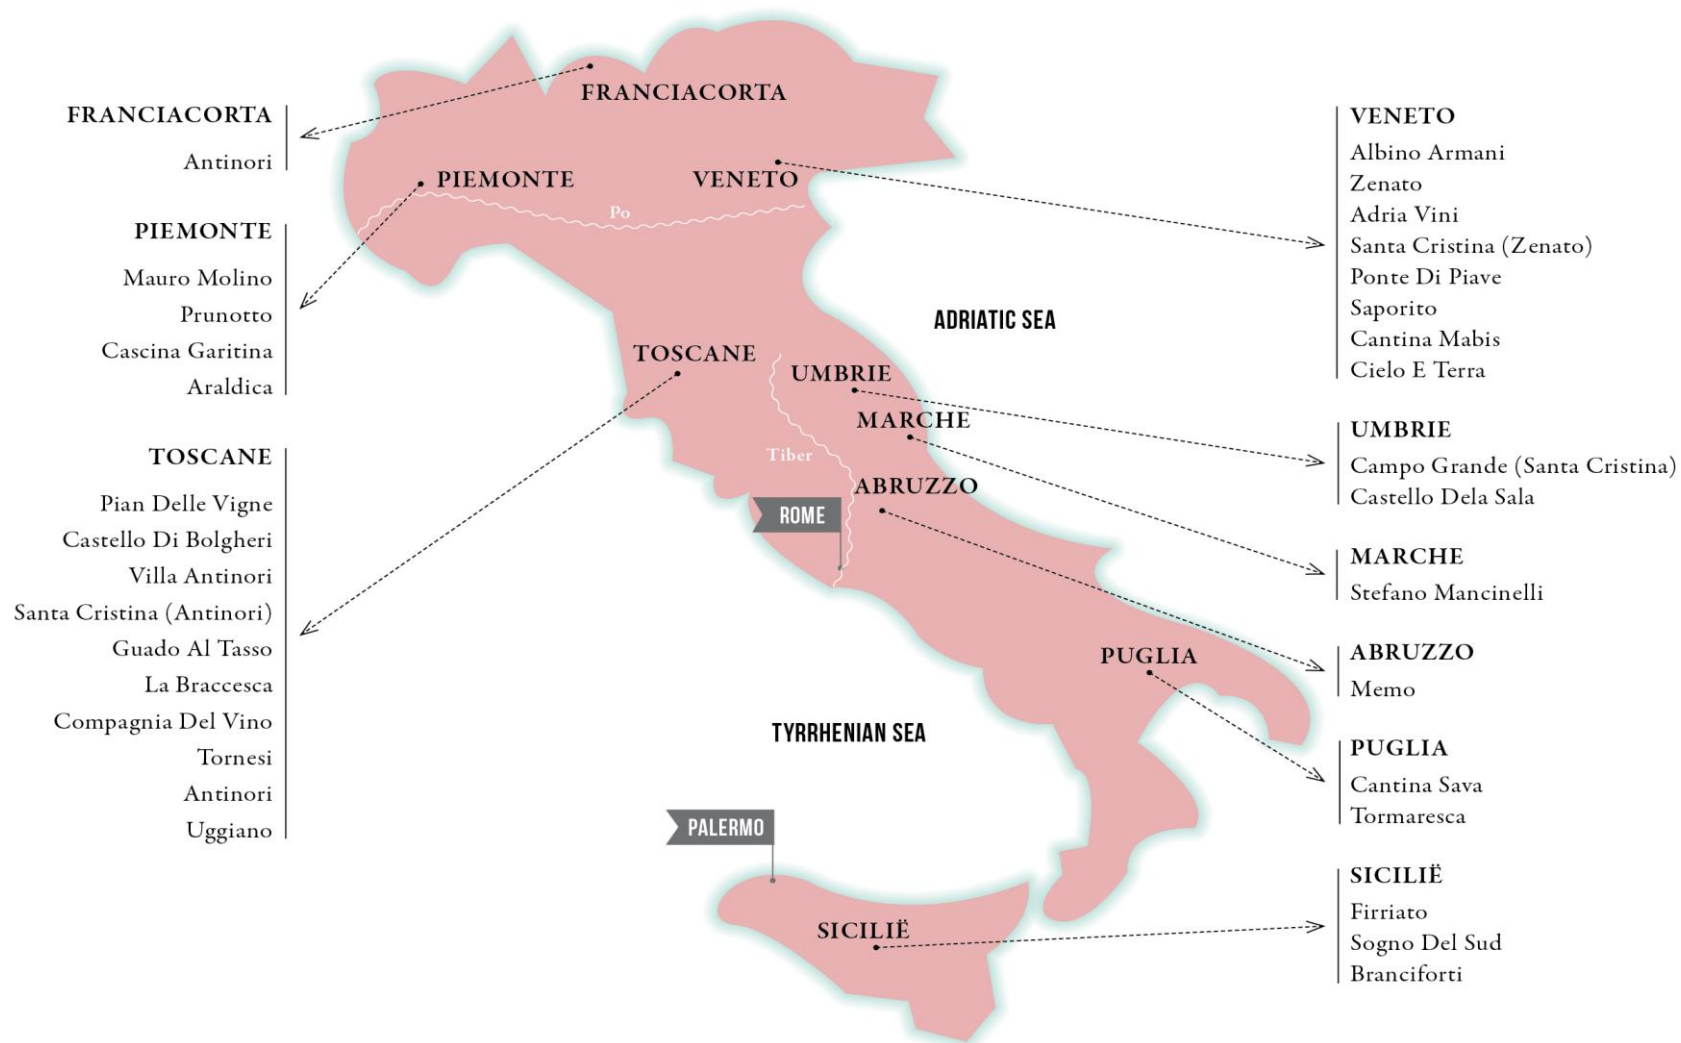 FRANCIACORTA
Antinori
PIEMONTE
Mauro Molino
Prunotto
Cascina Garitina
Araldica
TOSCANE
Pian Delle Vigne
Castello Di Bolgheri
Villa Antinori
Santa Cristina (Antinori)
Guado Al Tasso
La Braccesca
Compagnia Del Vino
Tornesi
Antinori
Uggiano
FRANCIACORTA
PIEMONTE
VENETO
Po
ADRIATIC SEA
TOSCANE
UMBRIE
MARCHE
Tiber
ABRUZZO
ROME
PUGLIA
TYRRHENIAN SEA
PALERMO
SICILIË
VENETO
Albino Armani
Zenato
Adria Vini
Santa Cristina (Zenato)
Ponte Di Piave
Saporito
Cantina Mabis
Cielo E Terra
UMBRIE
Campo Grande (Santa Cristina)
Castello Dela Sala
MARCHE
Stefano Mancinelli
ABRUZZO
Memo
PUGLIA
Cantina Sava
Tormaresca
SICILIË
Firriato
Sogno Del Sud
Branciforti